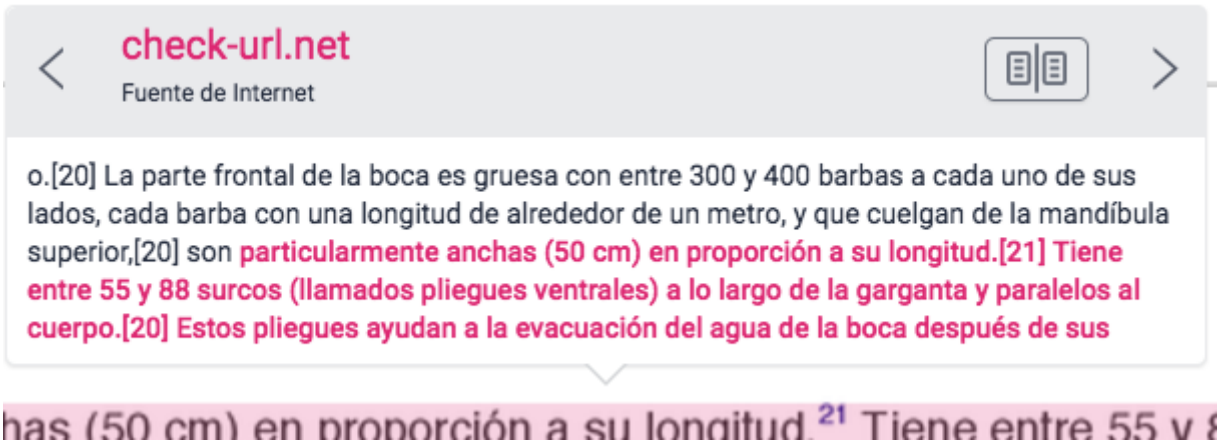 check-url.net
Fuente de Internet
o.[20] La parte frontal de la boca es gruesa con entre 300 y 400 barbas a cada uno de sus
lados, cada barba con una longitud de alrededor de un metro, y que cuelgan de la mandíbula
superior,[20] son particularmente anchas (50 cm) en proporción a su longitud.[21] Tiene
entre 55 y 88 surcos (llamados pliegues ventrales) a lo largo de la garganta y paralelos al
cuerpo.[20] Estos pliegues ayudan a la evacuación del agua de la boca después de sus
has (50 cm) en proporción a su longitud.21 Tiene entre 55 y 8